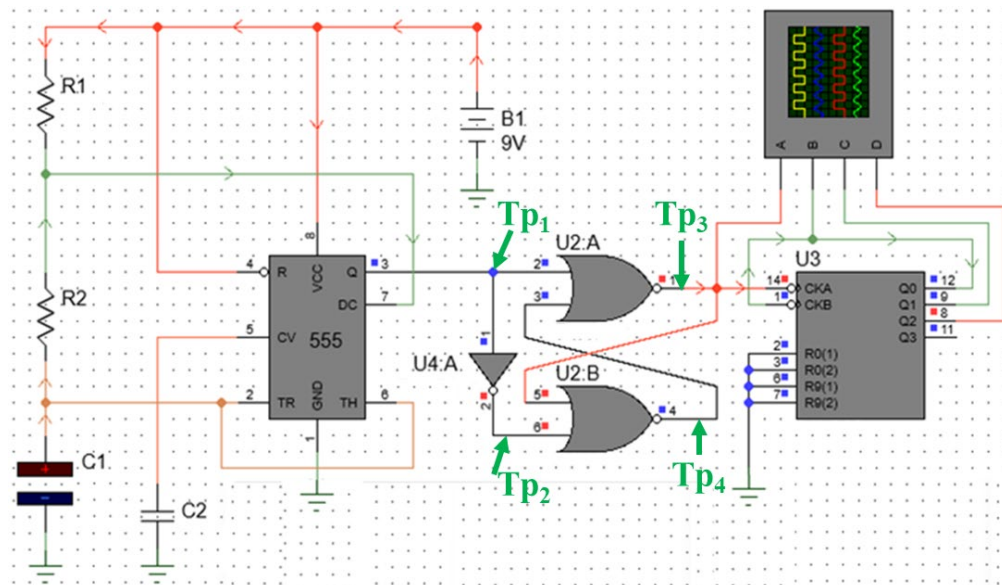 R1
B1
9V
A B C D
Tp₁
Tp₃
U2:A
U3
8
4 R VCC Q 3
2 1
14 CKA Q0 12
DC 7
3
1 CKB Q1 9
Q2 8
Q3 11
R2
5 CV 555
1
U4:A
U2:B
2 R0(1)
3 R0(2)
6 R9(1)
7 R9(2)
2 TR GND TH 6
2
5
4
6
1
Tp₂
Tp₄
C1
C2